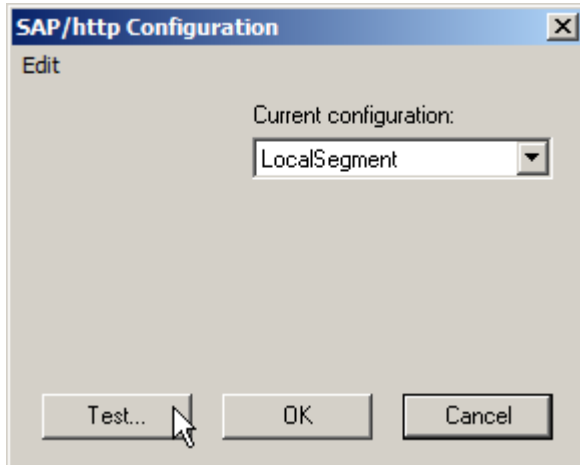 SAP/http Configuration
Edit
Current configuration:
LocalSegment
Test... OK Cancel